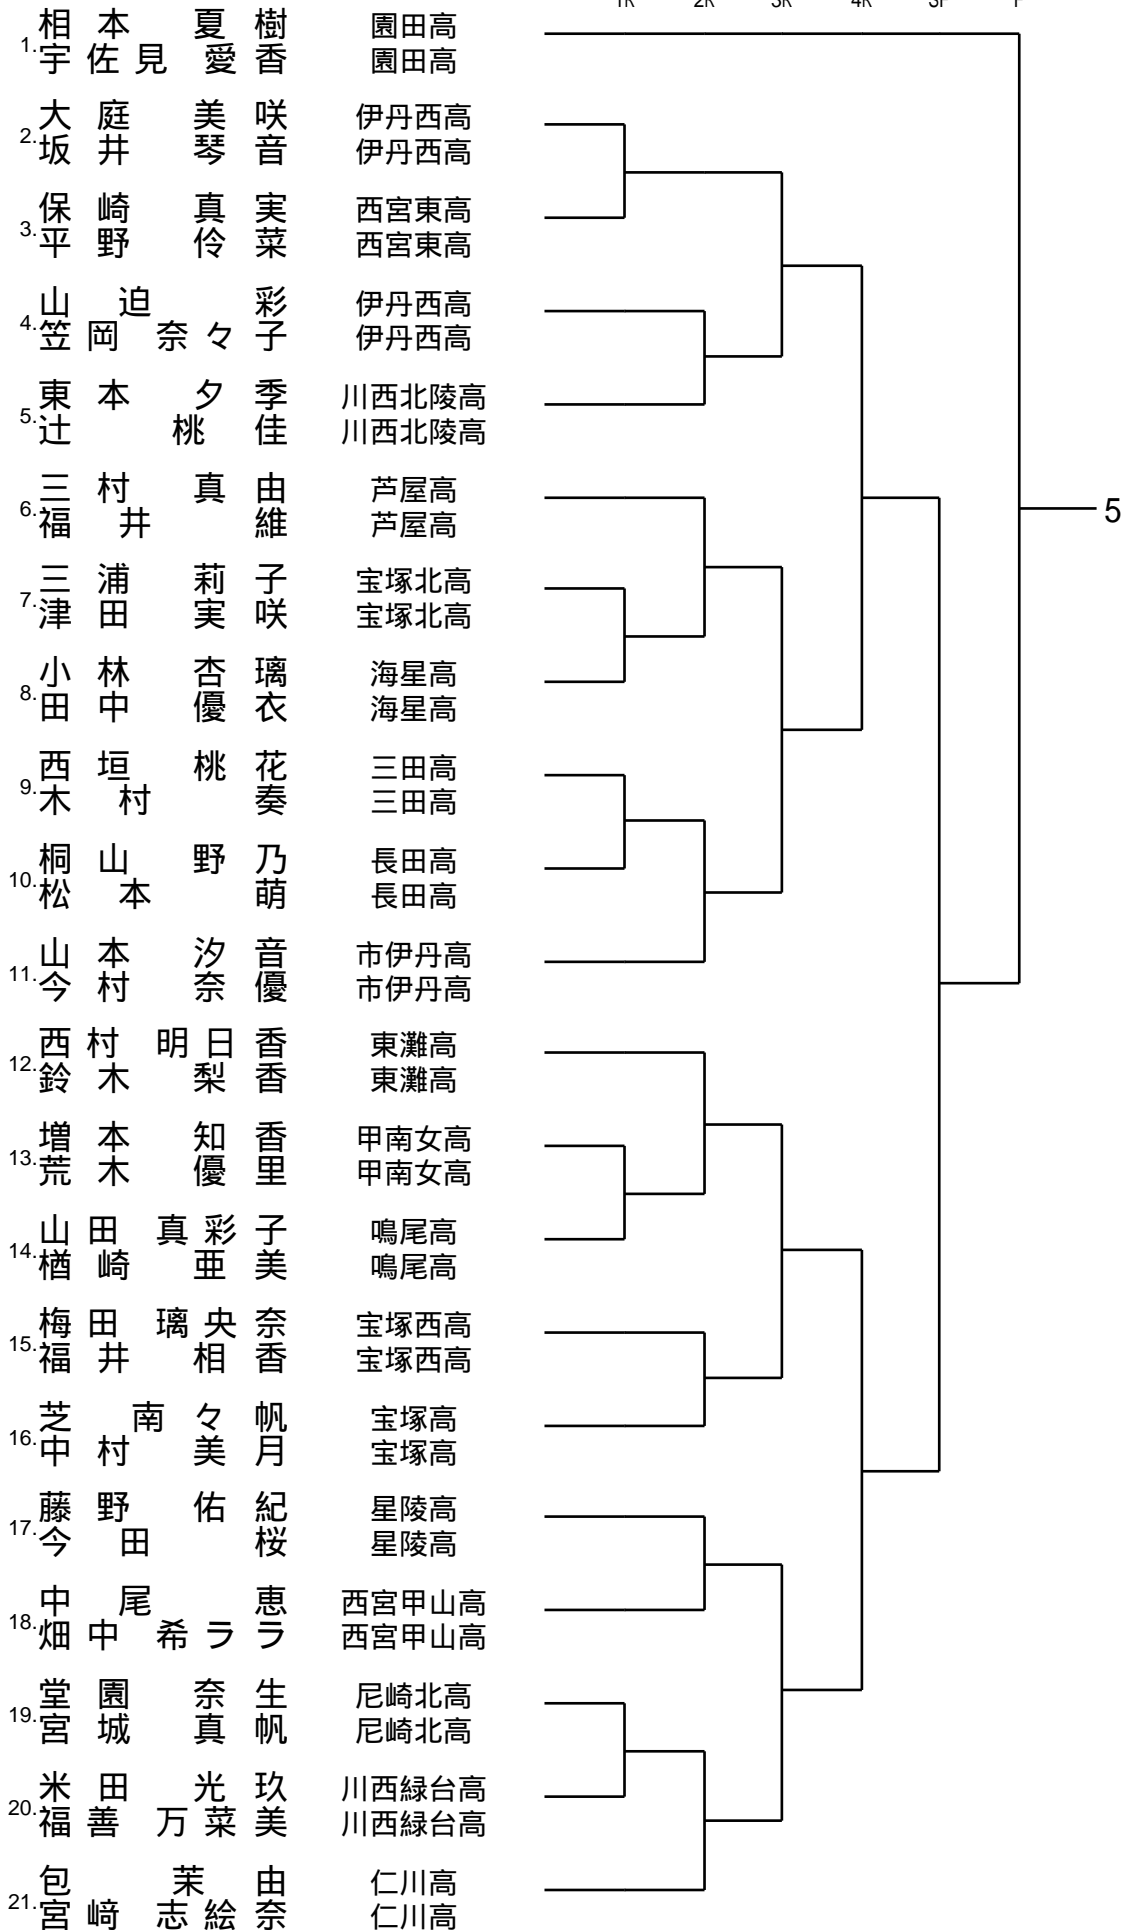 1R 2R 3R 4R SF F
1. 相本 夏樹 園田高
宇佐見 愛香 園田高
2. 大庭 美咲 伊丹西高
坂井 琴音 伊丹西高
3. 保崎 真実 西宮東高
平野 伶菜 西宮東高
4. 山迫 彩 伊丹西高
笠岡 奈々子 伊丹西高
5. 東本 夕季 川西北陵高
辻 桃佳 川西北陵高
6. 三村 真由 芦屋高
福井 維 芦屋高
5
7. 三浦 莉子 宝塚北高
津田 実咲 宝塚北高
8. 小林 杏璃 海星高
田中 優衣 海星高
9. 西垣 桃花 三田高
木村 奏 三田高
10. 桐山 野乃 長田高
松本 萌 長田高
11. 山本 汐音 市伊丹高
今村 奈優 市伊丹高
12. 西村 明日香 東灘高
鈴木 梨香 東灘高
13. 増本 知香 甲南女高
荒木 優里 甲南女高
14. 山田 真彩子 鳴尾高
楢崎 亜美 鳴尾高
15. 梅田 璃央奈 宝塚西高
福井 相香 宝塚西高
16. 芝 南々帆 宝塚高
中村 美月 宝塚高
17. 藤野 佑紀 星陵高
今田 桜 星陵高
18. 中尾 恵 西宮甲山高
畑中 希ララ 西宮甲山高
19. 堂園 奈生 尼崎北高
宮城 真帆 尼崎北高
20. 米田 光玖 川西緑台高
福善 万菜美 川西緑台高
21. 包 茉由 仁川高
宮﨑 志絵奈 仁川高